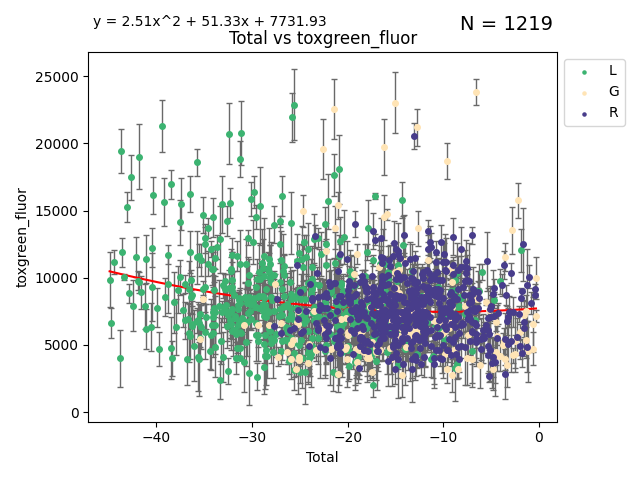 y = 2.51x^2 + 51.33x + 7731.93
N = 1219
Total vs toxgreen_fluor
25000
20000
15000
10000
5000
0
toxgreen_fluor
−40
−30
−20
−10
0
Total
L
G
R